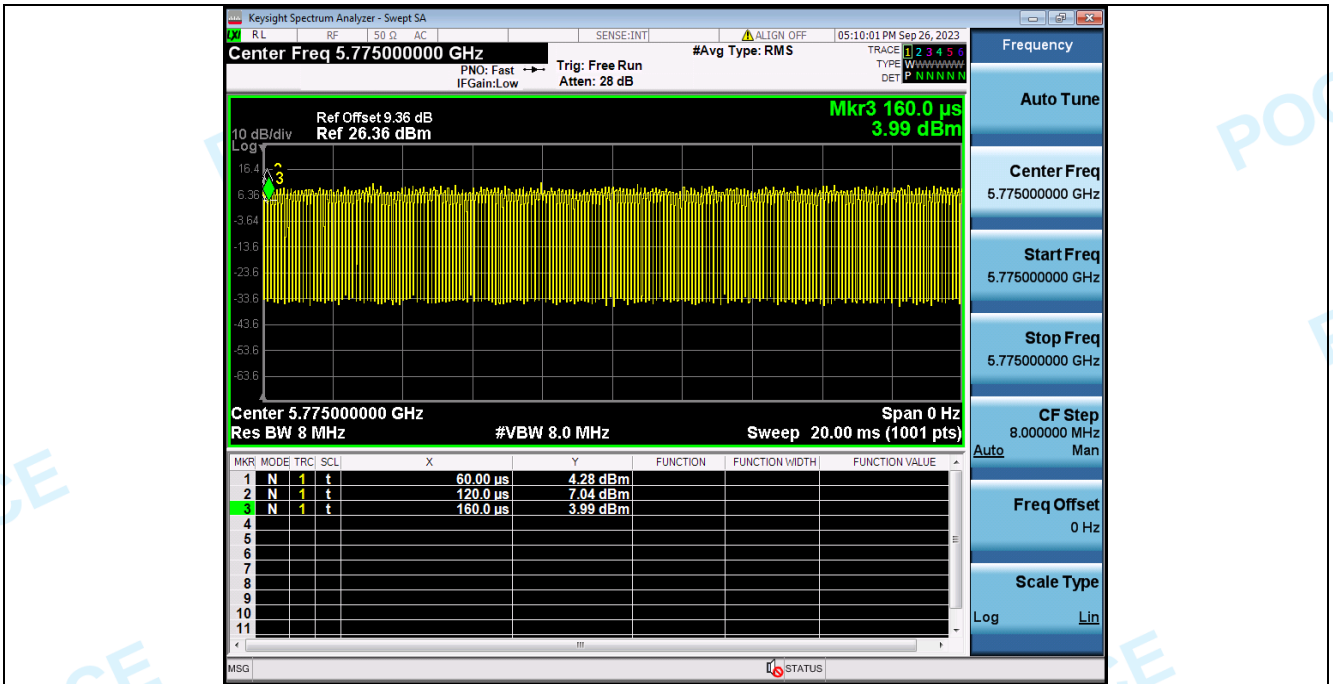 Keysight Spectrum Analyzer - Swept SA
LXI RL RF 50 Ω AC SENSE:INT ALIGN OFF 05:10:01 PM Sep 26, 2023
Center Freq 5.775000000 GHz
#Avg Type: RMS
TRACE 1 2 3 4 5 6
TYPE WWWWWW
DET P N N N N N
PNO: Fast
IFGain:Low
Trig: Free Run
Atten: 28 dB
Frequency
Auto Tune
Mkr3 160.0 µs
3.99 dBm
Ref Offset 9.36 dB
10 dB/div Ref 26.36 dBm
Log
16.4
6.36
-3.64
-13.6
-23.6
-33.6
-43.6
-53.6
-63.6
3
Center 5.775000000 GHz Span 0 Hz
Res BW 8 MHz #VBW 8.0 MHz Sweep 20.00 ms (1001 pts)
Center Freq
5.775000000 GHz
Start Freq
5.775000000 GHz
Stop Freq
5.775000000 GHz
CF Step
8.000000 MHz
Auto Man
Freq Offset
0 Hz
Scale Type
Log Lin
MKR MODE TRC SCL X Y FUNCTION FUNCTION WIDTH FUNCTION VALUE
1 N 1 t 60.00 µs 4.28 dBm
2 N 1 t 120.0 µs 7.04 dBm
3 N 1 t 160.0 µs 3.99 dBm
4
5
6
7
8
9
10
11
MSG STATUS